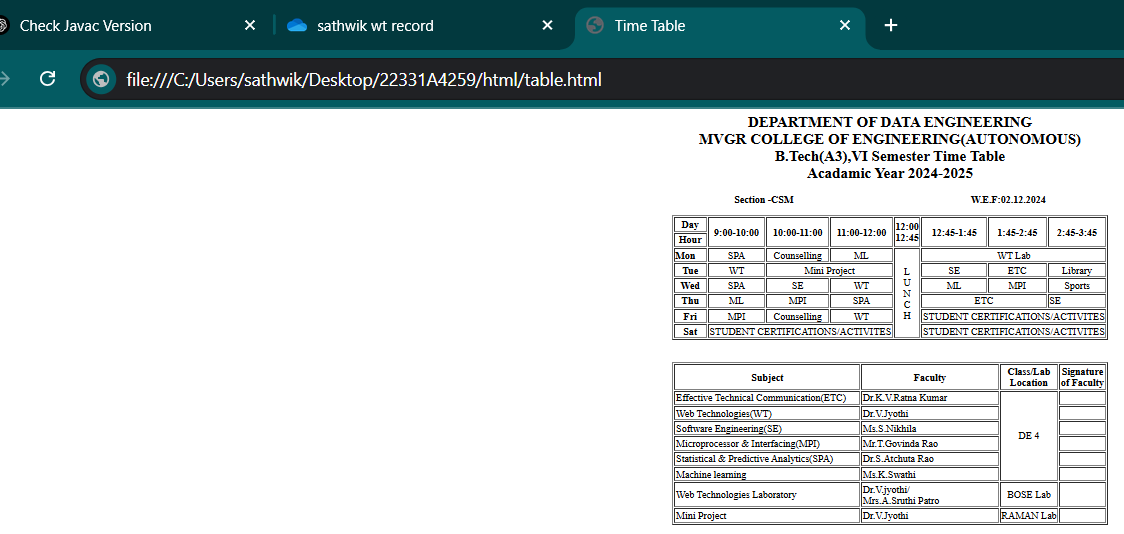 Check Javac Version
sathwik wt record
Time Table
file:///C:/Users/sathwik/Desktop/22331A4259/html/table.html
DEPARTMENT OF DATA ENGINEERING
MVGR COLLEGE OF ENGINEERING(AUTONOMOUS)
B.Tech(A3),VI Semester Time Table
Acadamic Year 2024-2025
Section -CSM W.E.F:02.12.2024
Day Hour 9:00-10:00 10:00-11:00 11:00-12:00 12:00 12:45 12:45-1:45 1:45-2:45 2:45-3:45
Mon SPA Counselling ML LUNCH WT Lab
Tue WT Mini Project SE ETC Library
Wed SPA SE WT ML MPI Sports
Thu ML MPI SPA ETC SE
Fri MPI Counselling WT STUDENT CERTIFICATIONS/ACTIVITES
Sat STUDENT CERTIFICATIONS/ACTIVITES STUDENT CERTIFICATIONS/ACTIVITES
Subject Faculty Class/Lab Location Signature of Faculty
Effective Technical Communication(ETC) Dr.K.V.Ratna Kumar DE 4
Web Technologies(WT) Dr.V.Jyothi
Software Engineering(SE) Ms.S.Nikhila
Microprocessor & Interfacing(MPI) Mr.T.Govinda Rao
Statistical & Predictive Analytics(SPA) Dr.S.Atchuta Rao
Machine learning Ms.K.Swathi
Web Technologies Laboratory Dr.V.jyothi/ Mrs.A.Sruthi Patro BOSE Lab
Mini Project Dr.V.Jyothi RAMAN Lab